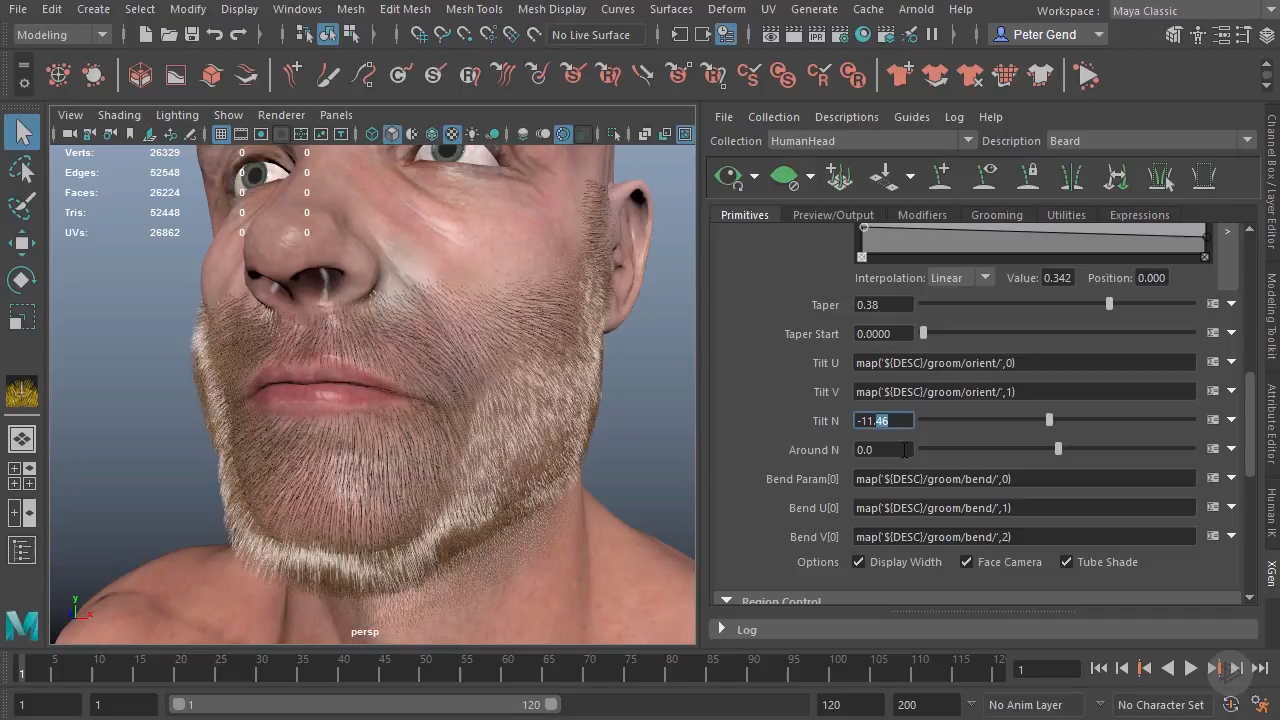 File Edit Create Select Modify Display Windows Mesh Edit Mesh Mesh Tools Mesh Display Curves Surfaces Deform UV Generate Cache Arnold Help Workspace : Maya Classic
Modeling No Live Surface IPR Peter Gend
View Shading Lighting Show Renderer Panels
File Collection Descriptions Guides Log Help
Collection HumanHead Description Beard
Verts: 26329 0 0
Edges: 52548 0 0
Faces: 26224 0 0
Tris: 52448 0 0
UVs: 26862 0 0
persp
Primitives Preview/Output Modifiers Grooming Utilities Expressions
Interpolation: Linear Value: 0.342 Position: 0.000
Taper 0.38
Taper Start 0.0000
Tilt U map('${DESC}/groom/orient/',0)
Tilt V map('${DESC}/groom/orient/',1)
Tilt N -11.46
Around N 0.0
Bend Param[0] map('${DESC}/groom/bend/',0)
Bend U[0] map('${DESC}/groom/bend/',1)
Bend V[0] map('${DESC}/groom/bend/',2)
Options Display Width Face Camera Tube Shade
Region Control
Log
Channel Box / Layer Editor
Attribute Editor
Modeling Toolkit
XGen
Human IK
1 5 10 15 20 25 30 35 40 45 50 55 60 65 70 75 80 85 90 95 100 105 110 115 12 1
1 1 1 120 120 200 No Anim Layer No Character Set